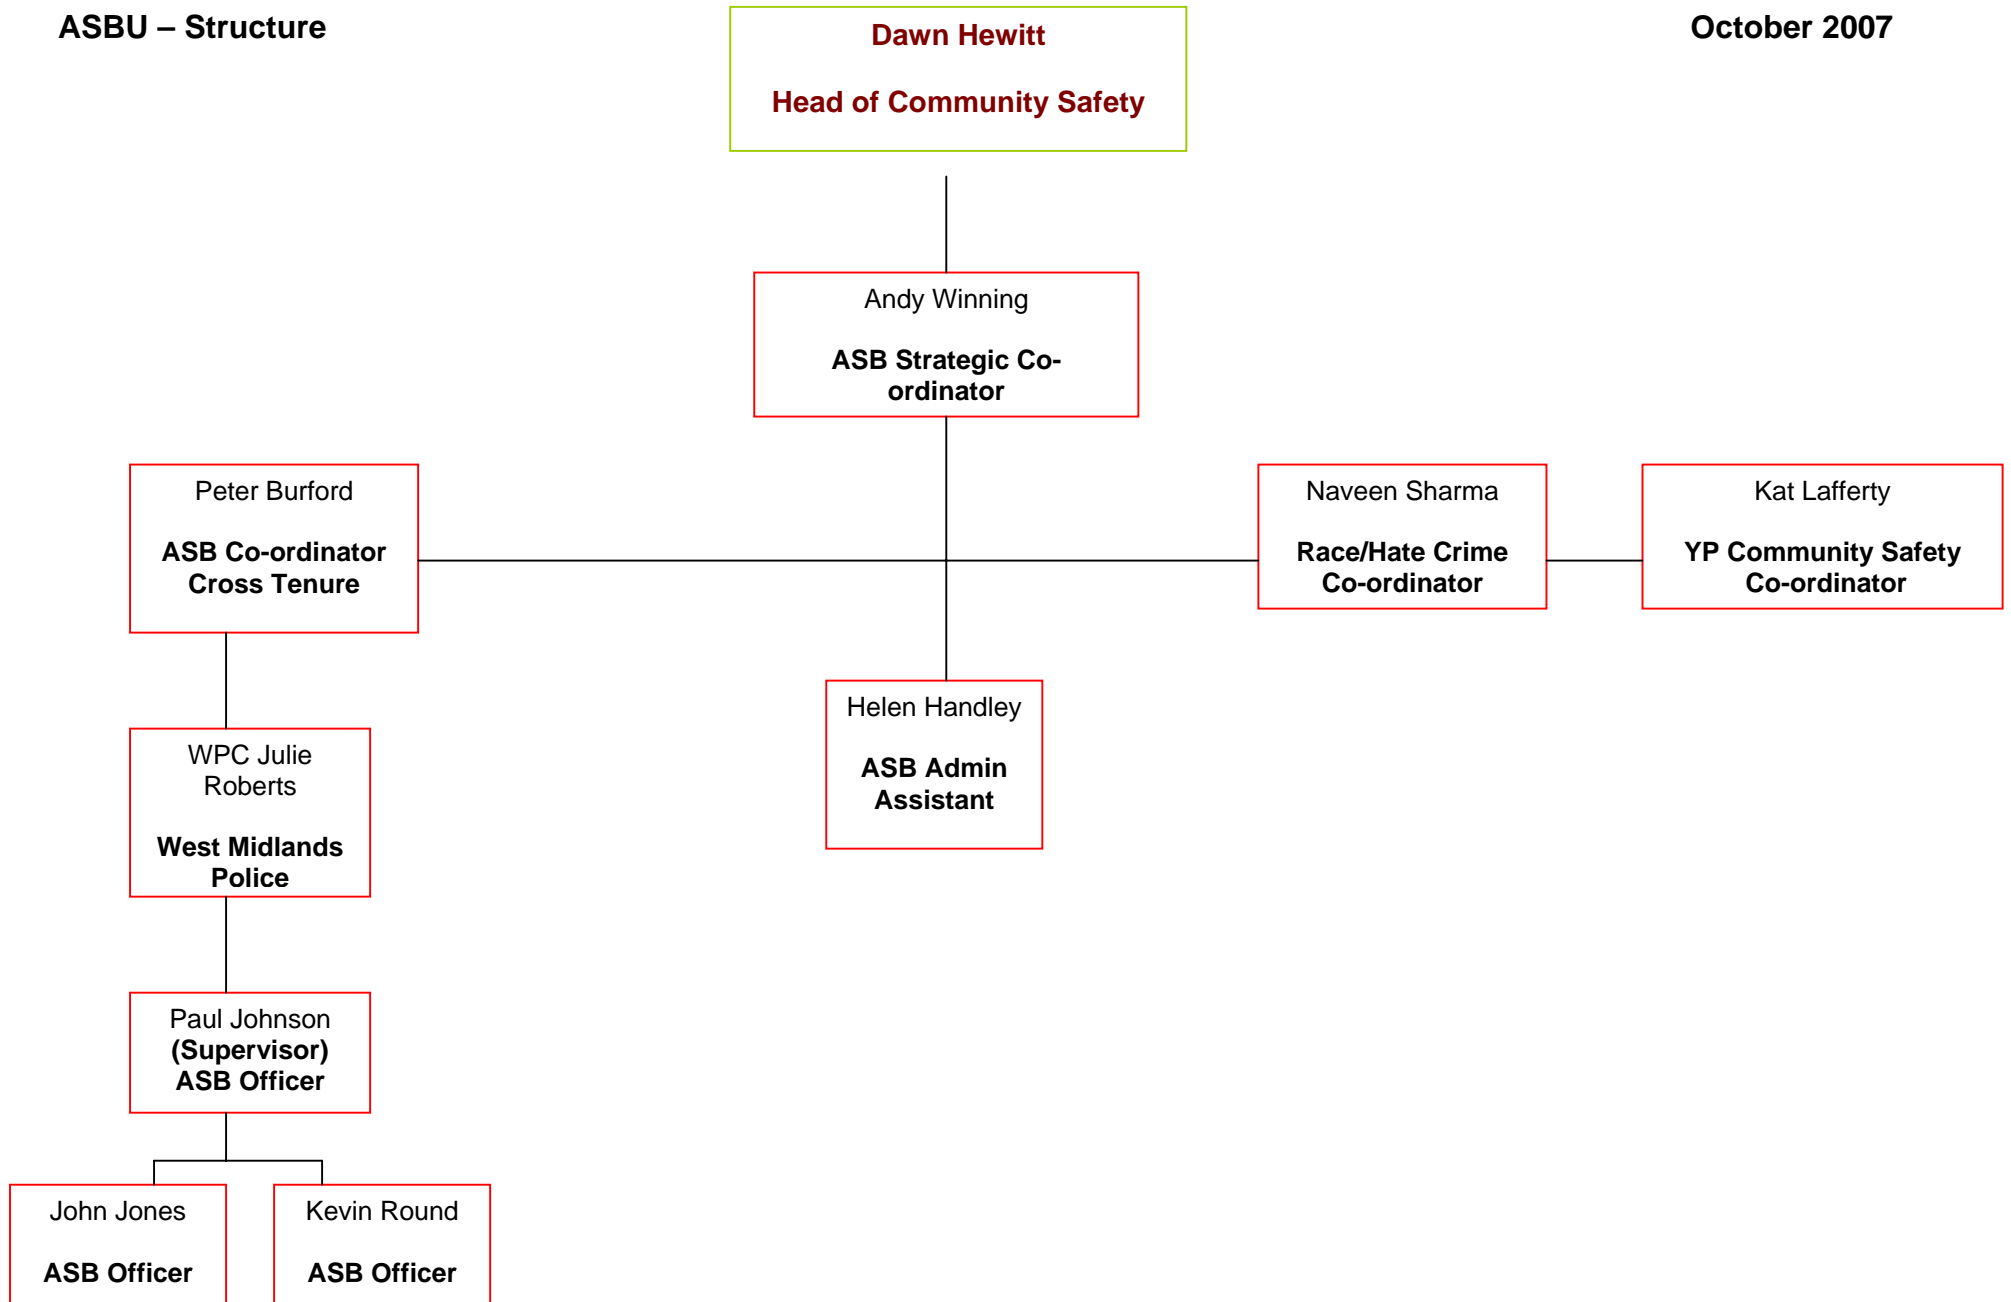 ASBU – Structure
October 2007
Dawn Hewitt
Head of Community Safety
Andy Winning
ASB Strategic Co-
ordinator
Peter Burford
ASB Co-ordinator
Cross Tenure
Naveen Sharma
Race/Hate Crime
Co-ordinator
Kat Lafferty
YP Community Safety
Co-ordinator
Helen Handley
ASB Admin
Assistant
WPC Julie
Roberts
West Midlands
Police
Paul Johnson
(Supervisor)
ASB Officer
John Jones
ASB Officer
Kevin Round
ASB Officer